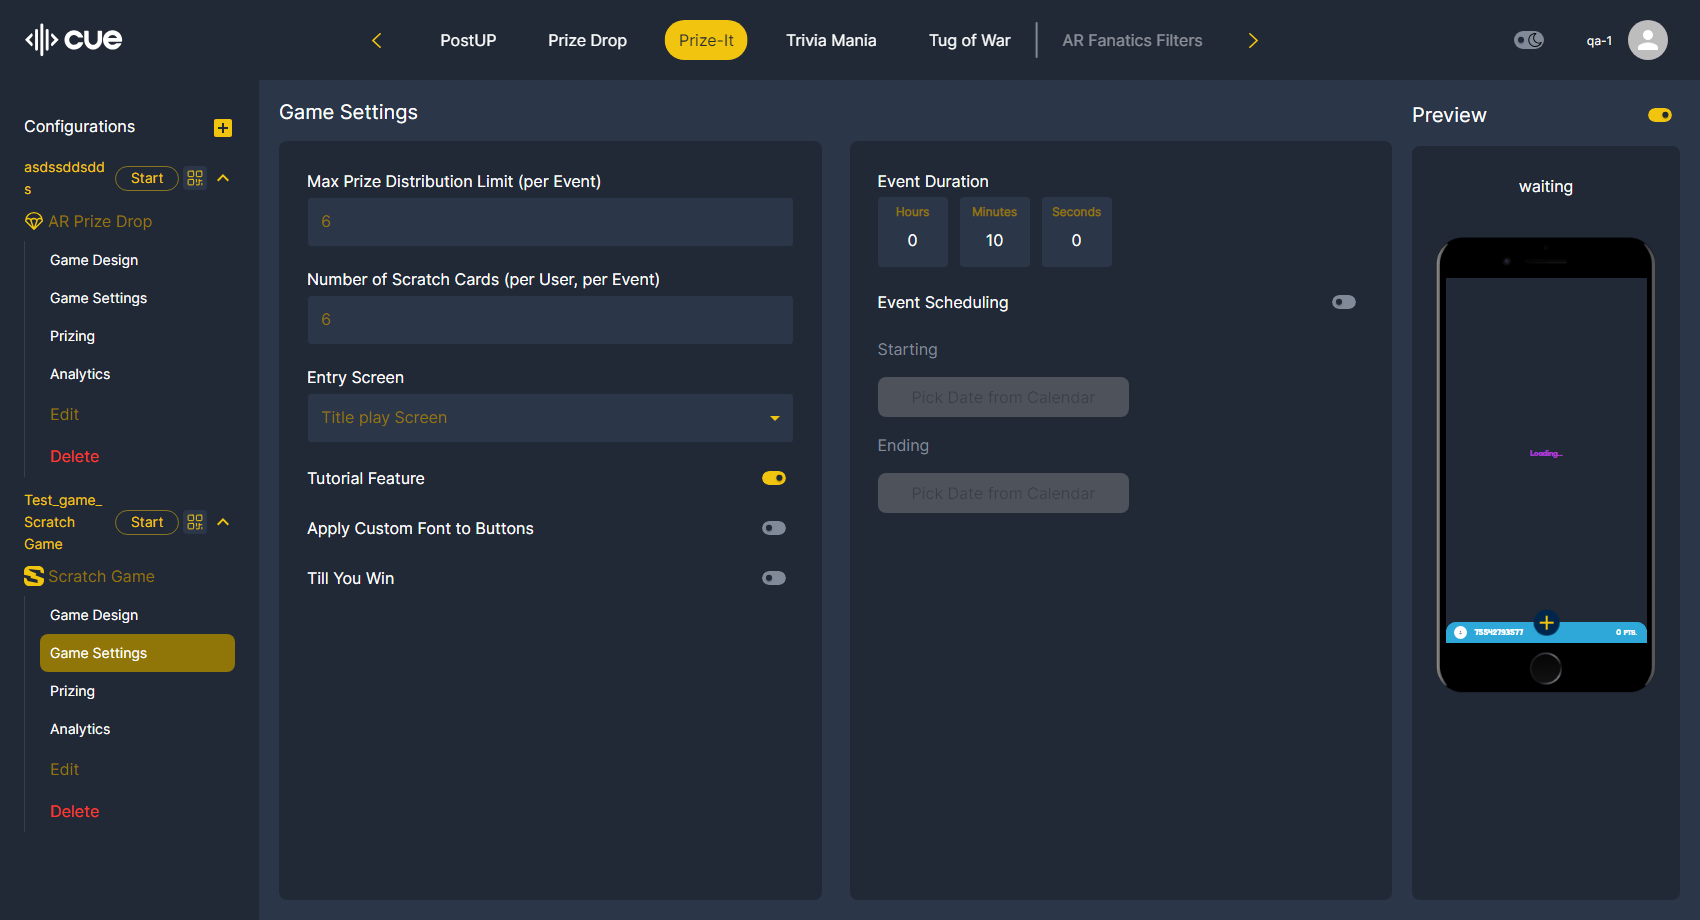 cue
PostUP
Prize Drop
Prize-It
Trivia Mania
Tug of War
AR Fanatics Filters
qa-1
Configurations
asdssddsdd
s
Start
AR Prize Drop
Game Design
Game Settings
Prizing
Analytics
Edit
Delete
Test_game_
Scratch
Game
Start
Scratch Game
Game Design
Game Settings
Prizing
Analytics
Edit
Delete
Game Settings
Max Prize Distribution Limit (per Event)
6
Number of Scratch Cards (per User, per Event)
6
Entry Screen
Title play Screen
Tutorial Feature
Apply Custom Font to Buttons
Till You Win
Event Duration
Hours
0
Minutes
10
Seconds
0
Event Scheduling
Starting
Pick Date from Calendar
Ending
Pick Date from Calendar
Preview
waiting
Loading...
75542793577
0 PTS.